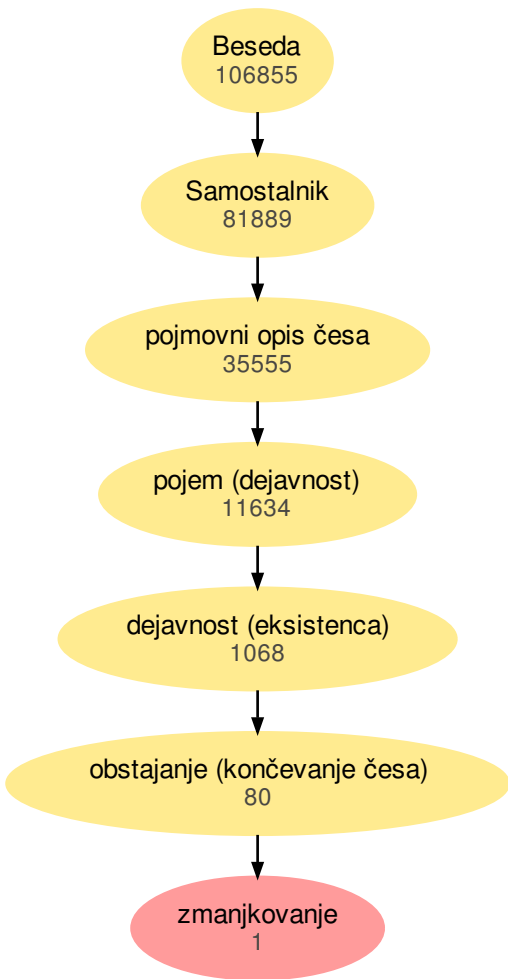 Beseda
106855
Samostalnik
81889
pojmovni opis česa
35555
pojem (dejavnost)
11634
dejavnost (eksistenca)
1068
obstajanje (končevanje česa)
80
zmanjkovanje
1